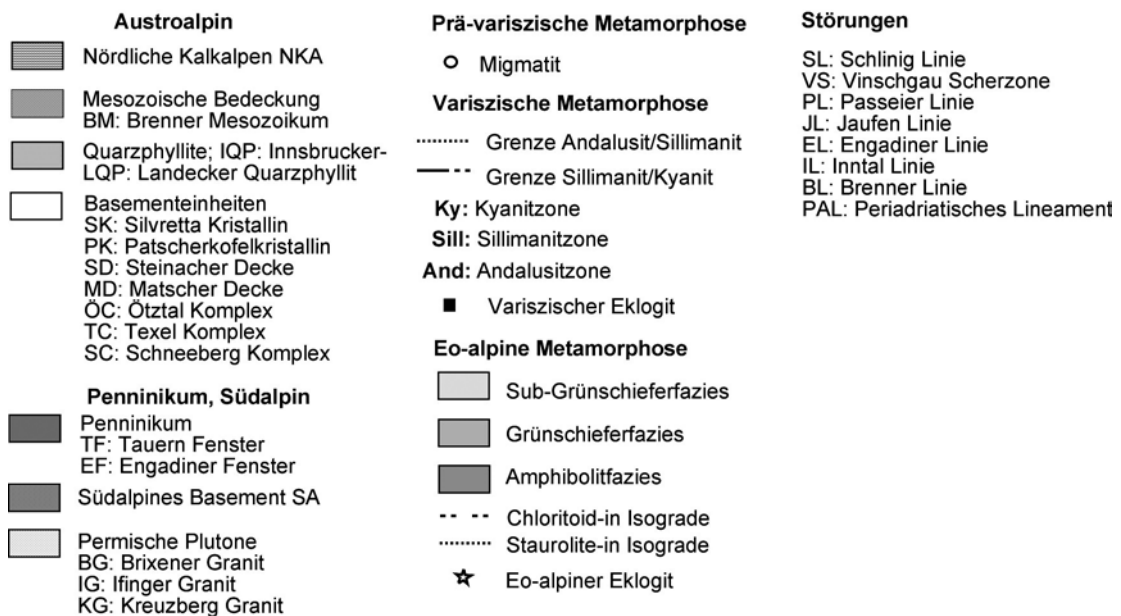 Austroalpin
Nördliche Kalkalpen NKA
Mesozoische Bedeckung
BM: Brenner Mesozoikum
Quarzphyllite; IQP: Innsbrucker-
LQP: Landecker Quarzphyllit
Basementeinheiten
SK: Silvretta Kristallin
PK: Patscherkofelkristallin
SD: Steinacher Decke
MD: Matscher Decke
ÖC: Ötztal Komplex
TC: Texel Komplex
SC: Schneeberg Komplex
Penninikum, Südalpin
Penninikum
TF: Tauern Fenster
EF: Engadiner Fenster
Südalpines Basement SA
Permische Plutone
BG: Brixener Granit
IG: Ifinger Granit
KG: Kreuzberg Granit
Prä-variszische Metamorphose
Migmatit
Variszische Metamorphose
Grenze Andalusit/Sillimanit
Grenze Sillimanit/Kyanit
Ky: Kyanitzone
Sill: Sillimanitzone
And: Andalusitzone
Variszischer Eklogit
Eo-alpine Metamorphose
Sub-Grünschieferfazies
Grünschieferfazies
Amphibolitfazies
Chloritoid-in Isograde
Staurolite-in Isograde
Eo-alpiner Eklogit
Störungen
SL: Schlinig Linie
VS: Vinschgau Scherzone
PL: Passeier Linie
JL: Jaufen Linie
EL: Engadiner Linie
IL: Inntal Linie
BL: Brenner Linie
PAL: Periadriatisches Lineament